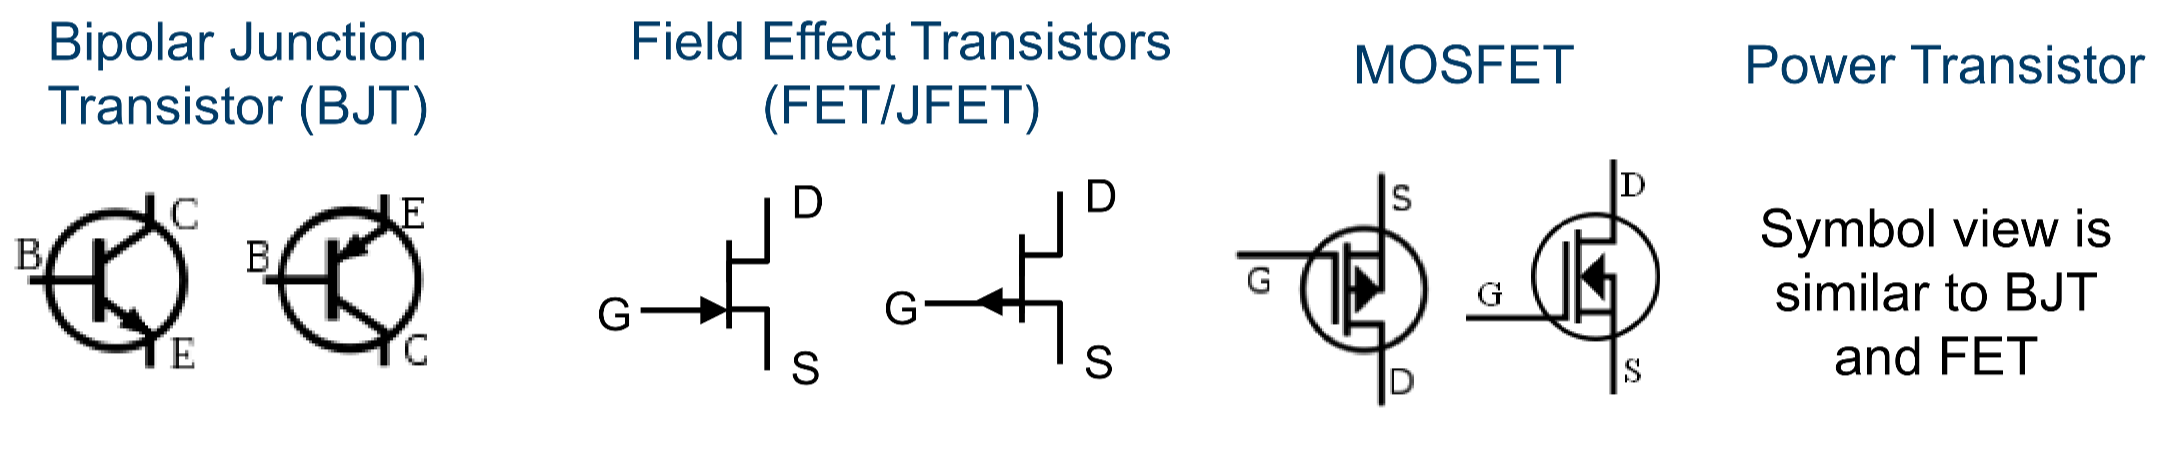 Bipolar Junction
Transistor (BJT)
B
C
E
B
E
C
Field Effect Transistors
(FET/JFET)
G
D
S
G
D
S
MOSFET
S
G
D
D
G
S
Power Transistor
Symbol view is
similar to BJT
and FET